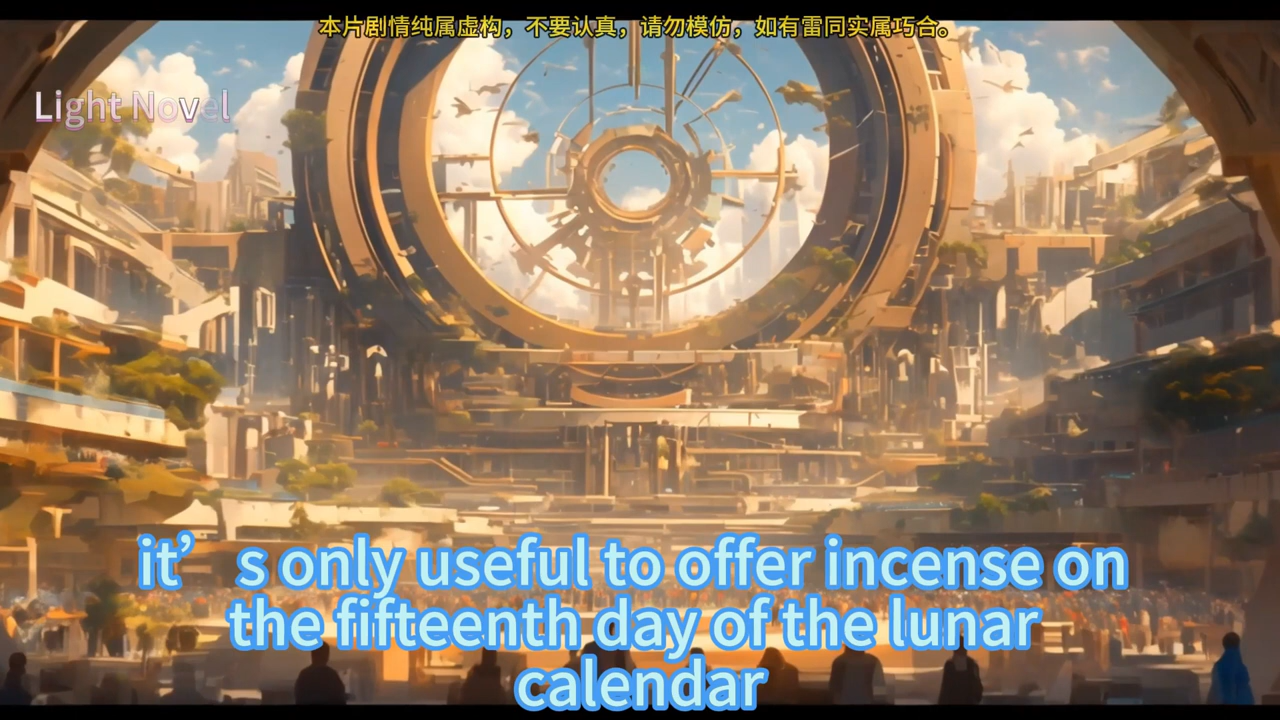 本片剧情纯属虚构，不要认真，请勿模仿，如有雷同实属巧合。
Light Novel
it’s only useful to offer incense on
the fifteenth day of the lunar
calendar